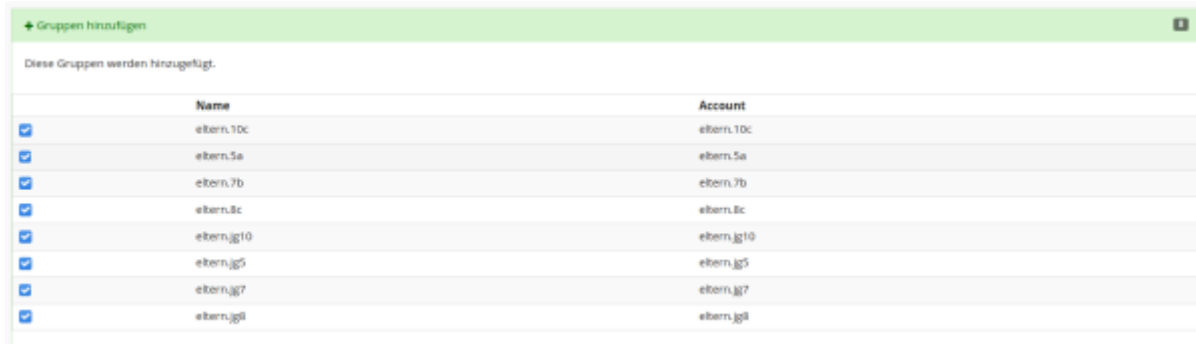 Gruppen hinzufügen
Diese Gruppen werden hinzugefügt.
Name Account
eltern.10c eltern.10c
eltern.5a eltern.5a
eltern.7b eltern.7b
eltern.8c eltern.8c
eltern.jg10 eltern.jg10
eltern.jg5 eltern.jg5
eltern.jg7 eltern.jg7
eltern.jg8 eltern.jg8